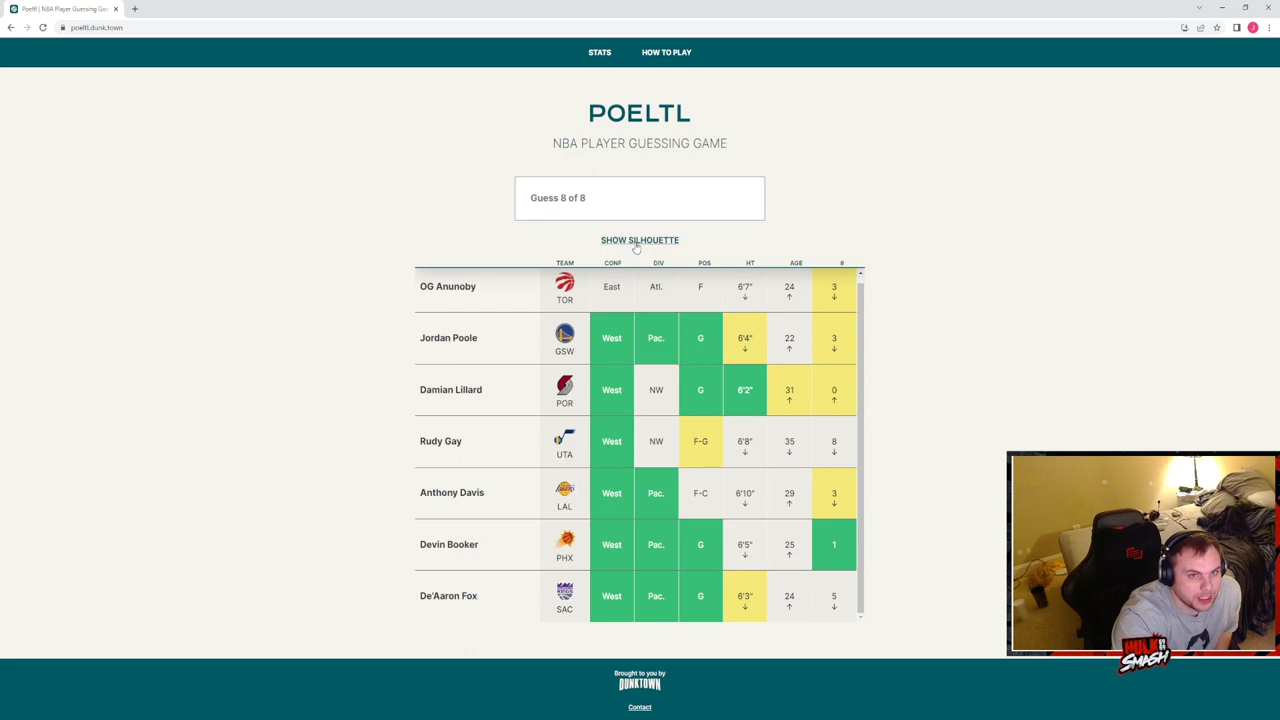 Poeltl | NBA Player Guessing Ga
poeltl.dunk.town
J
STATS HOW TO PLAY
POELTL
NBA PLAYER GUESSING GAME
Guess 8 of 8
SHOW SILHOUETTE
TEAM CONF DIV POS HT AGE #
OG Anunoby TOR East Atl. F 6'7" ↓ 24 ↑ 3 ↓
Jordan Poole GSW West Pac. G 6'4" ↓ 22 ↑ 3 ↓
Damian Lillard POR West NW G 6'2" 31 ↑ 0 ↑
Rudy Gay UTA West NW F-G 6'8" ↓ 35 ↓ 8 ↓
Anthony Davis LAL West Pac. F-C 6'10" ↓ 29 ↑ 3 ↓
Devin Booker PHX West Pac. G 6'5" ↓ 25 ↑ 1
De'Aaron Fox SAC West Pac. G 6'3" ↓ 24 ↑ 5 ↓
Brought to you by
DUNKTOWN
Contact
HULK
SMASH